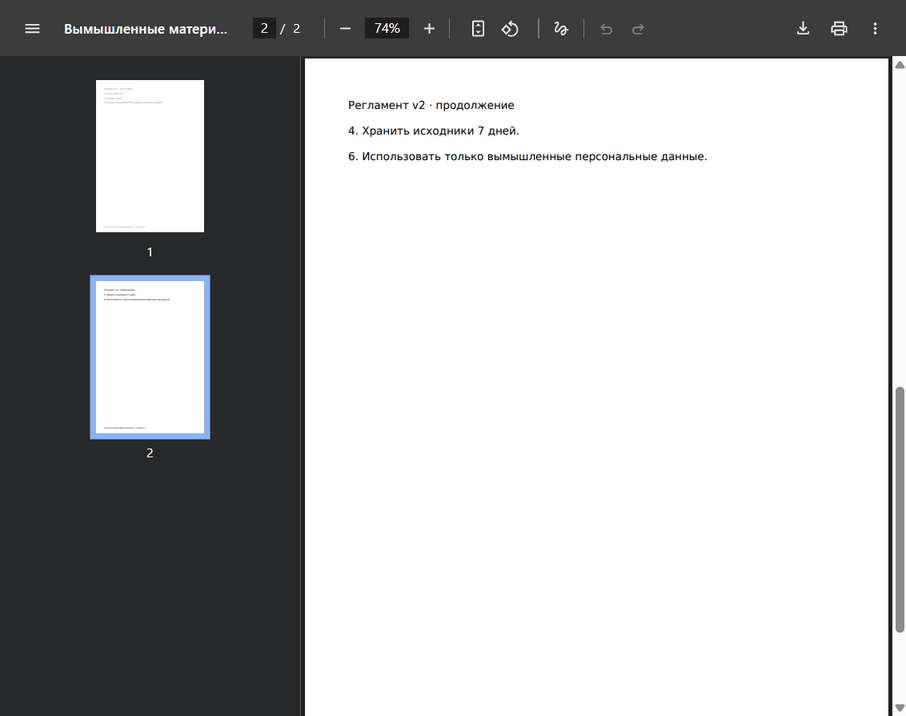 Вымышленные матери...
2 / 2
74%
1
2
Регламент v2 · продолжение
4. Хранить исходники 7 дней.
6. Использовать только вымышленные персональные данные.